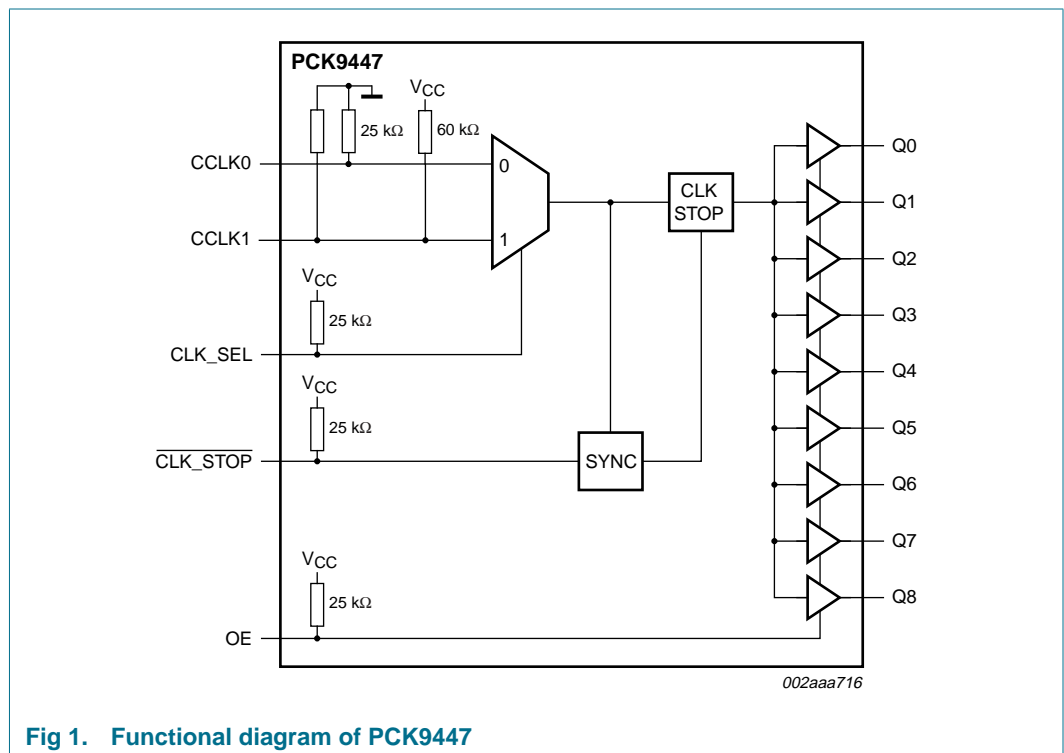 PCK9447
VCC
25 kΩ
60 kΩ
CCLK0
0
CLK
STOP
CCLK1
1
VCC
25 kΩ
CLK_SEL
VCC
25 kΩ
CLK_STOP
SYNC
VCC
25 kΩ
OE
Q0
Q1
Q2
Q3
Q4
Q5
Q6
Q7
Q8
002aaa716
Fig 1. Functional diagram of PCK9447